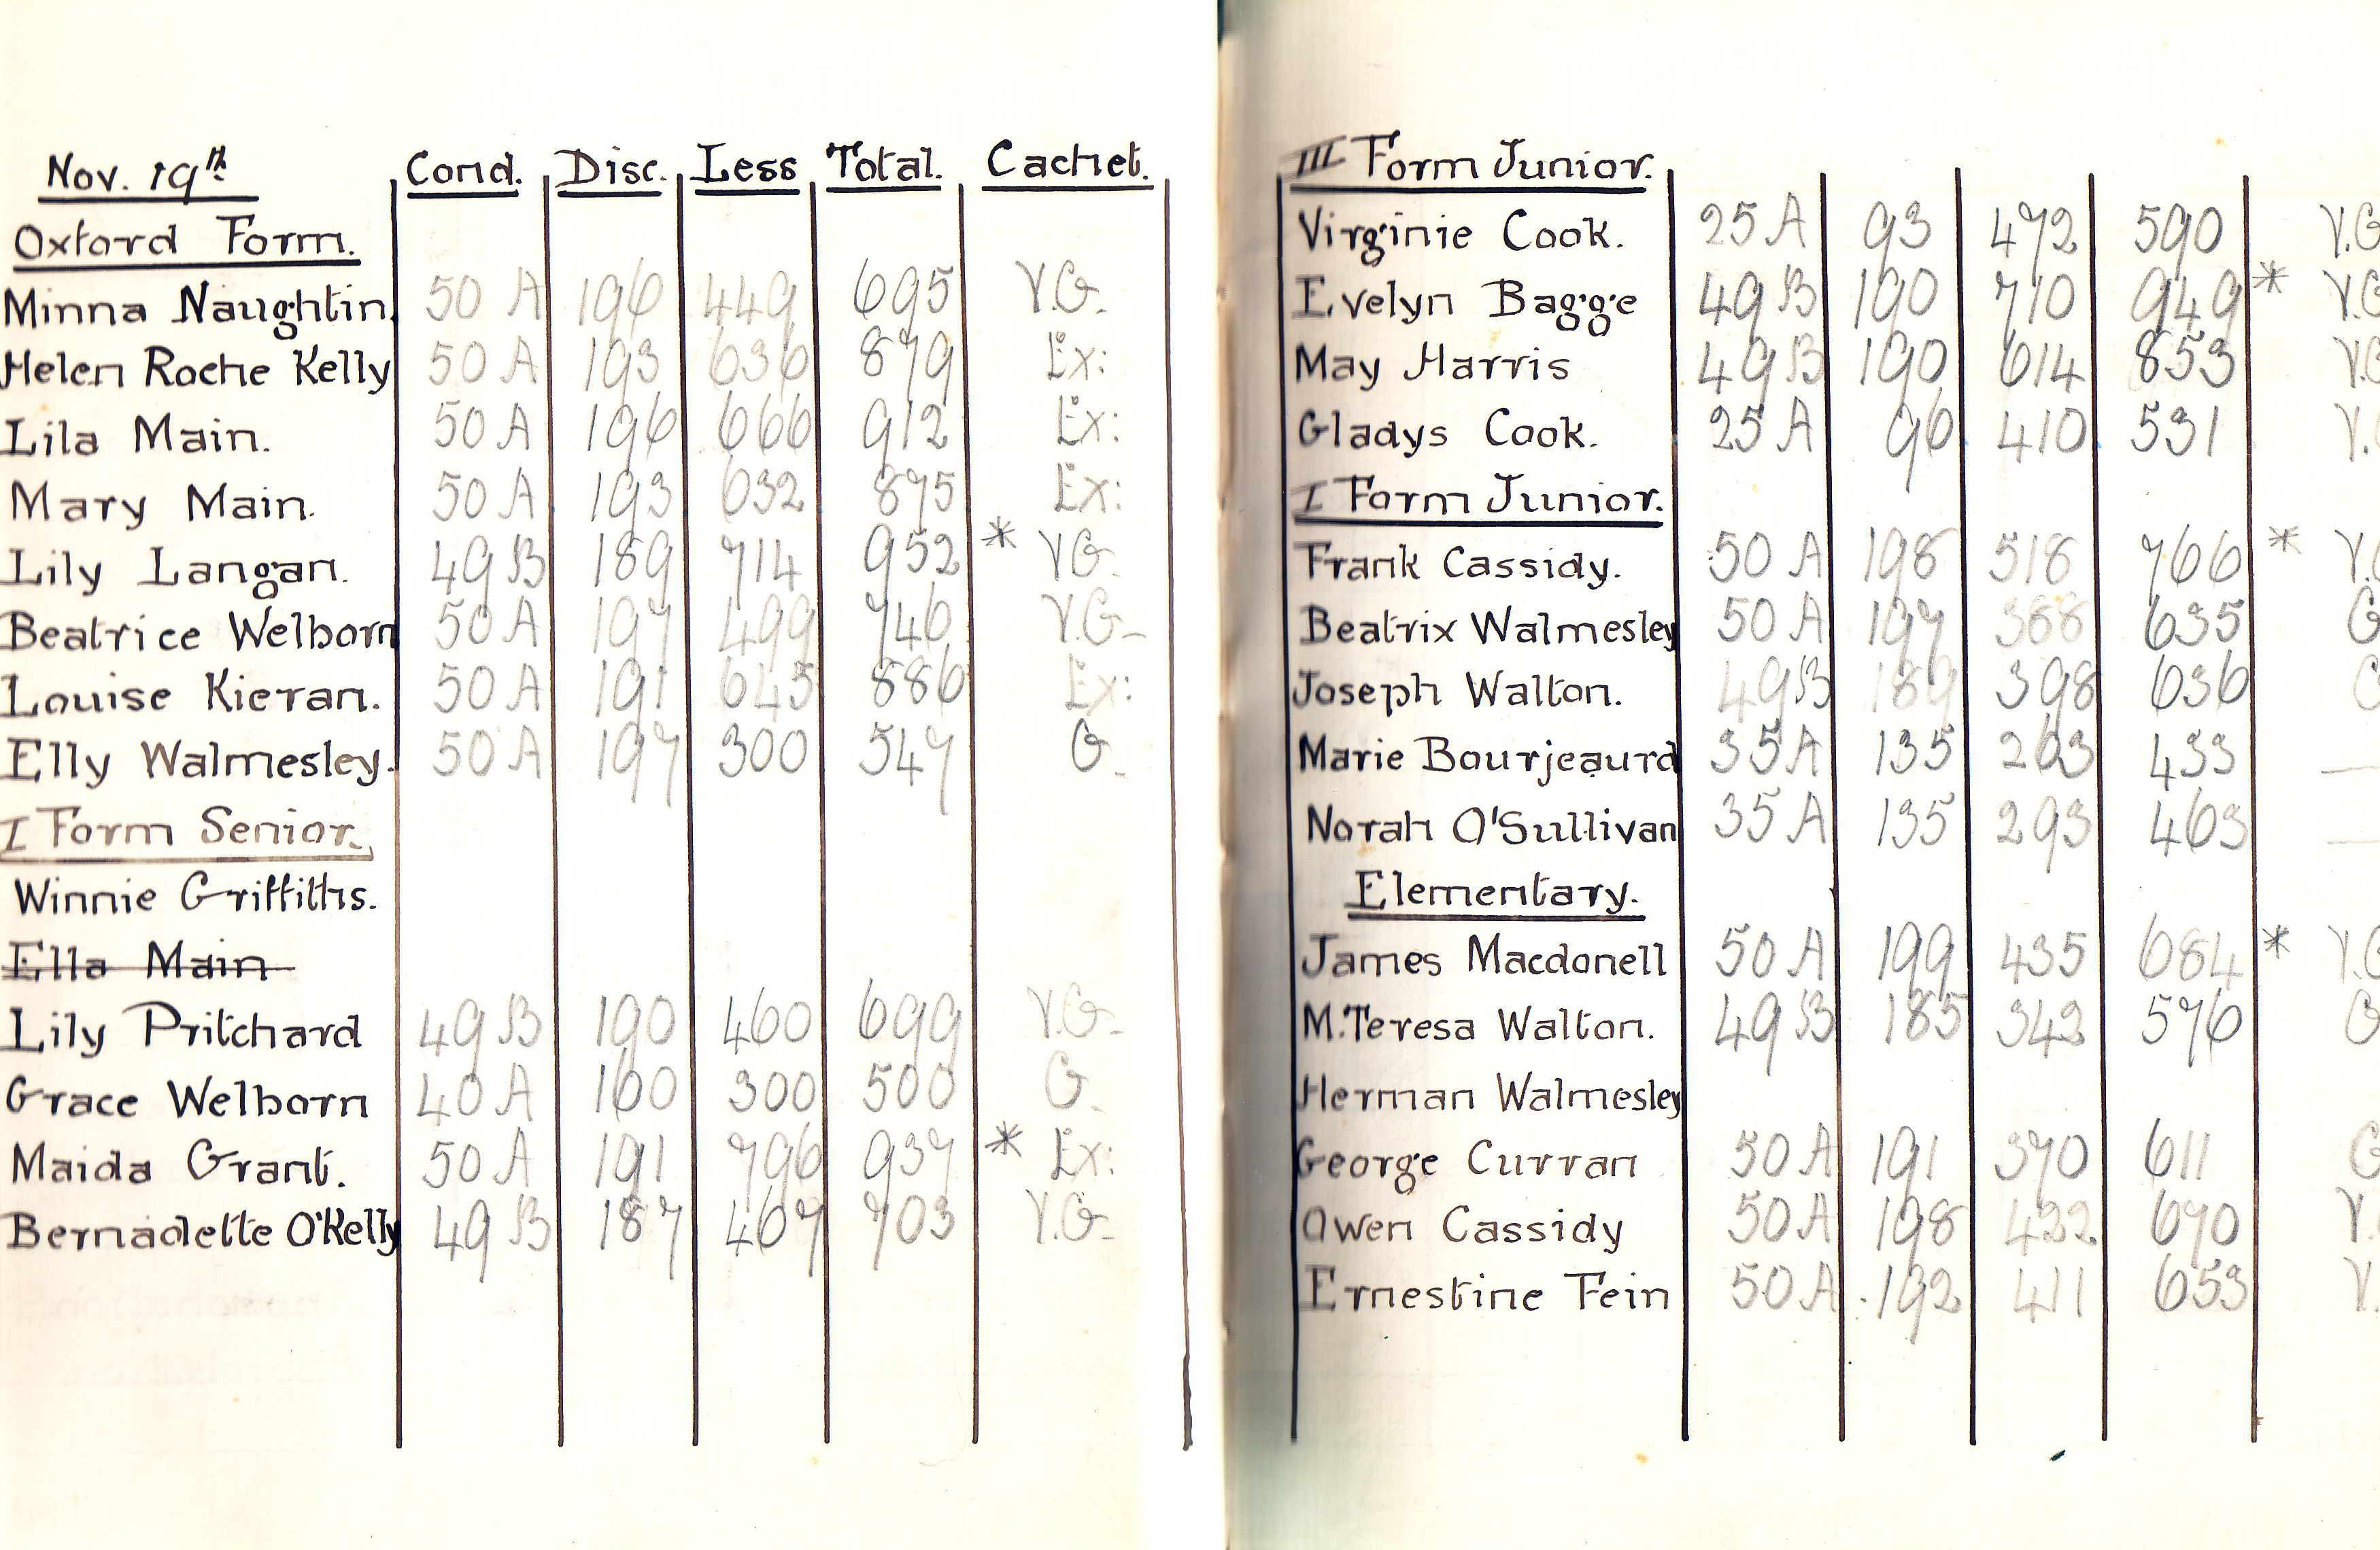 Nov. 19th Cond. Disc. Less Total. Cachet.
Oxford Form.
Minna Naughtin. 50 A 196 449 695 V.G.
Helen Roche Kelly 50 A 193 636 879 Ex:
Lila Main. 50 A 196 666 912 Ex:
Mary Main. 50 A 193 632 875 Ex:
Lily Langan. 49 B 189 714 952 * V.G.
Beatrice Welborn 50 A 197 499 746 V.G.
Louise Kieran. 50 A 191 645 886 Ex:
Elly Walmesley. 50 A 197 300 547 G.
I Form Senior.
Winnie Griffiths.
Ella Main
Lily Pritchard 49 B 190 460 699 V.G.
Grace Welborn 40 A 160 300 500 G.
Maida Grant. 50 A 191 796 937 * Ex:
Bernadette O'Kelly 49 B 187 467 703 V.G.
III Form Junior.
Virginie Cook. 25 A 93 472 590 V.G
Evelyn Bagge 49 B 190 710 949 * V.G
May Harris 49 B 190 614 853 V.G
Gladys Cook. 25 A 96 410 531 V.
I Form Junior.
Frank Cassidy. 50 A 198 518 766 * V.G
Beatrix Walmesley 50 A 197 388 635 G
Joseph Walton. 49 B 189 398 636 G
Marie Bourjeaurd 35 A 135 263 433 —
Norah O'Sullivan 35 A 135 293 463 —
Elementary.
James Macdonell 50 A 199 435 684 * V.G
M. Teresa Walton. 49 B 185 342 576 G
Herman Walmesley
George Curran 50 A 191 370 611 G
Owen Cassidy 50 A 198 422 670 V.
Ernestine Fein 50 A 192 411 653 V.